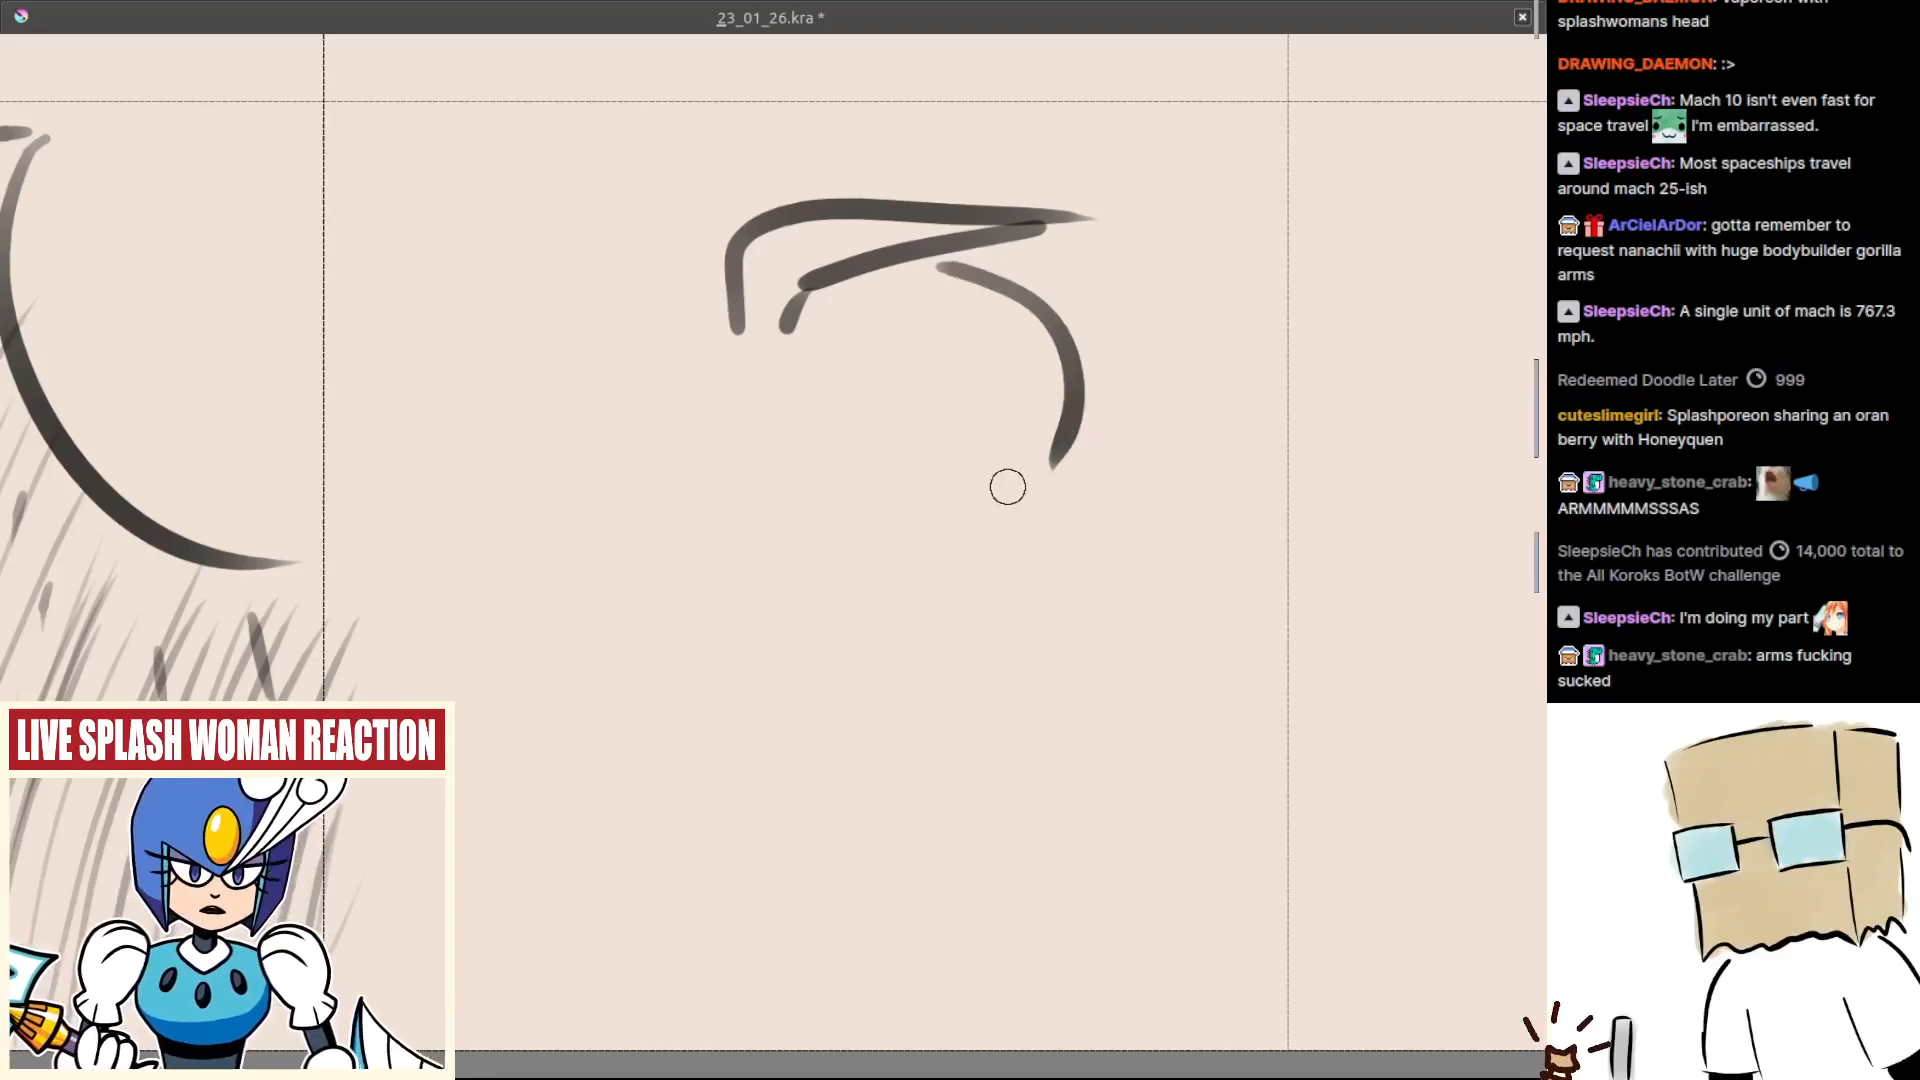 23_01_26.kra *
splashwomans head
DRAWING_DAEMON: :>
SleepsieCh: Mach 10 isn't even fast for
space travel I'm embarrassed.
SleepsieCh: Most spaceships travel
around mach 25-ish
ArCielArDor: gotta remember to
request nanachii with huge bodybuilder gorilla
arms
SleepsieCh: A single unit of mach is 767.3
mph.
Redeemed Doodle Later 999
cuteslimegirl: Splashporeon sharing an oran
berry with Honeyquen
heavy_stone_crab:
ARMMMMMSSSAS
SleepsieCh has contributed 14,000 total to
the All Koroks BotW challenge
SleepsieCh: I'm doing my part
heavy_stone_crab: arms fucking
sucked
LIVE SPLASH WOMAN REACTION